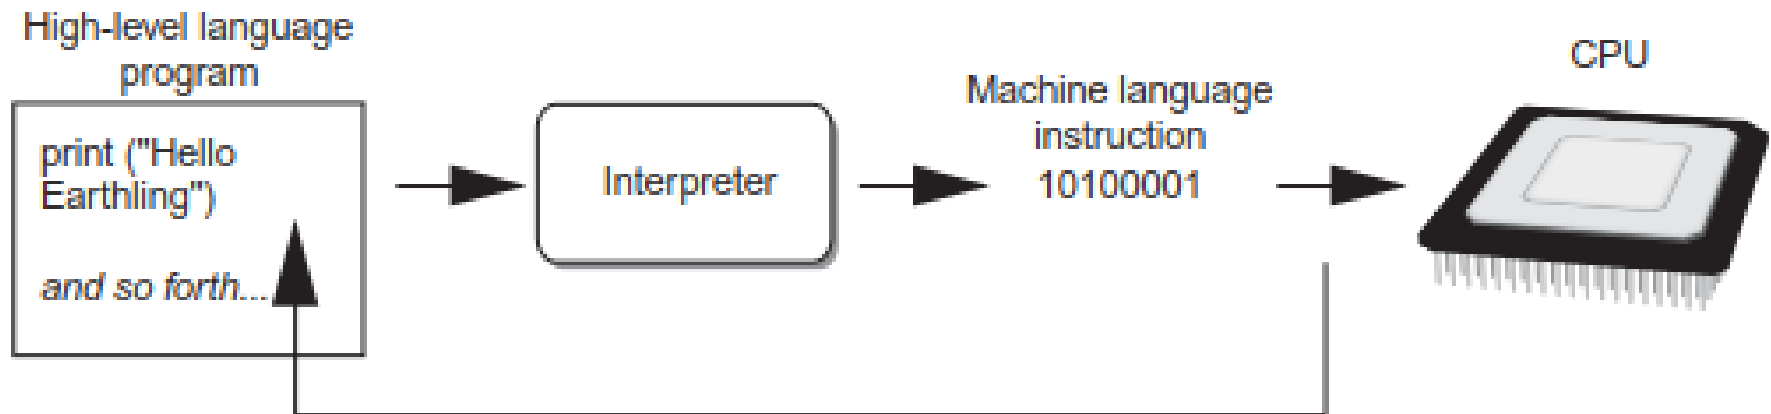 High-level language
program
print ("Hello
Earthling")
and so forth...
Interpreter
Machine language
instruction
10100001
CPU